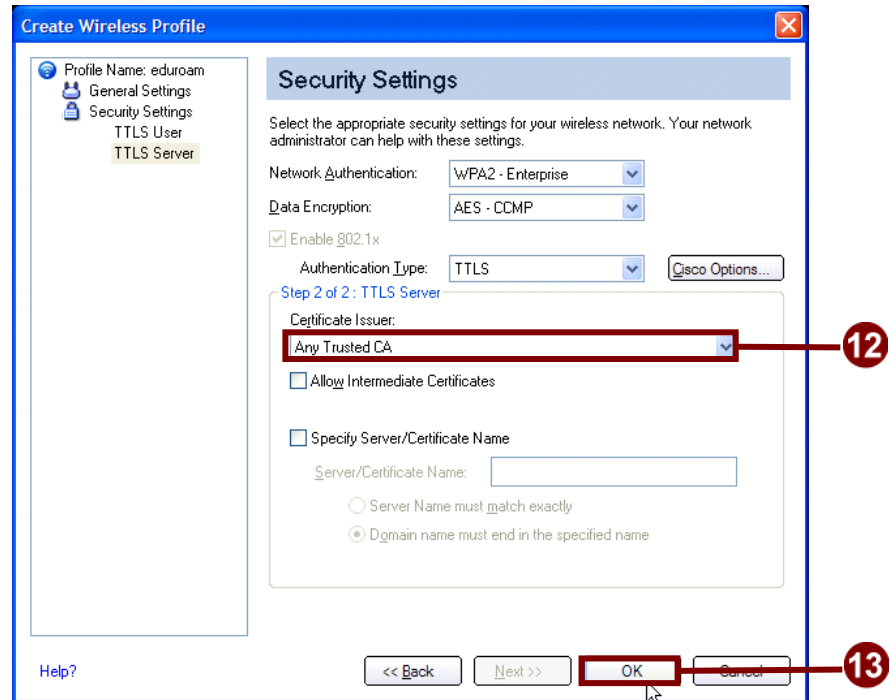 Create Wireless Profile
Profile Name: eduroam
General Settings
Security Settings
TTLS User
TTLS Server
Security Settings
Select the appropriate security settings for your wireless network. Your network
administrator can help with these settings.
Network Authentication: WPA2 - Enterprise
Data Encryption: AES - CCMP
Enable 802.1x
Authentication Type: TTLS Cisco Options...
Step 2 of 2 : TTLS Server
Certificate Issuer:
Any Trusted CA
12
Allow Intermediate Certificates
Specify Server/Certificate Name
Server/Certificate Name:
Server Name must match exactly
Domain name must end in the specified name
Help? << Back Next >> OK Cancel
13